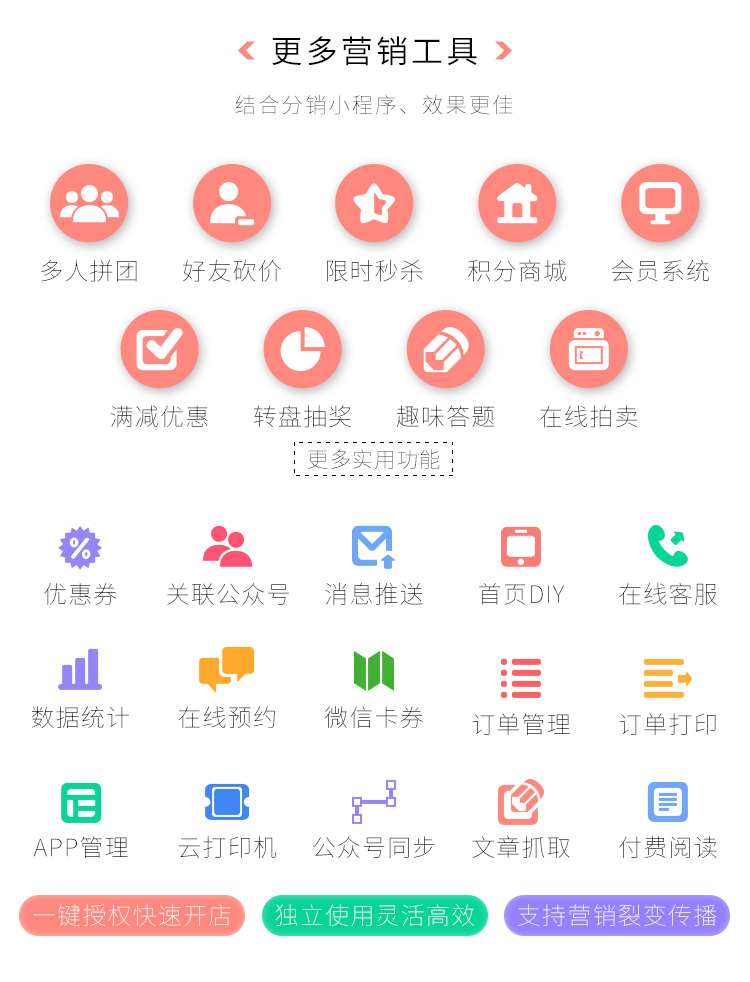 更多营销工具
结合分销小程序、效果更佳
多人拼团 好友砍价 限时秒杀 积分商城 会员系统
满减优惠 转盘抽奖 趣味答题 在线拍卖
更多实用功能
优惠券 关联公众号 消息推送 首页DIY 在线客服
数据统计 在线预约 微信卡券 订单管理 订单打印
APP管理 云打印机 公众号同步 文章抓取 付费阅读
一键授权快速开店 独立使用灵活高效 支持营销裂变传播